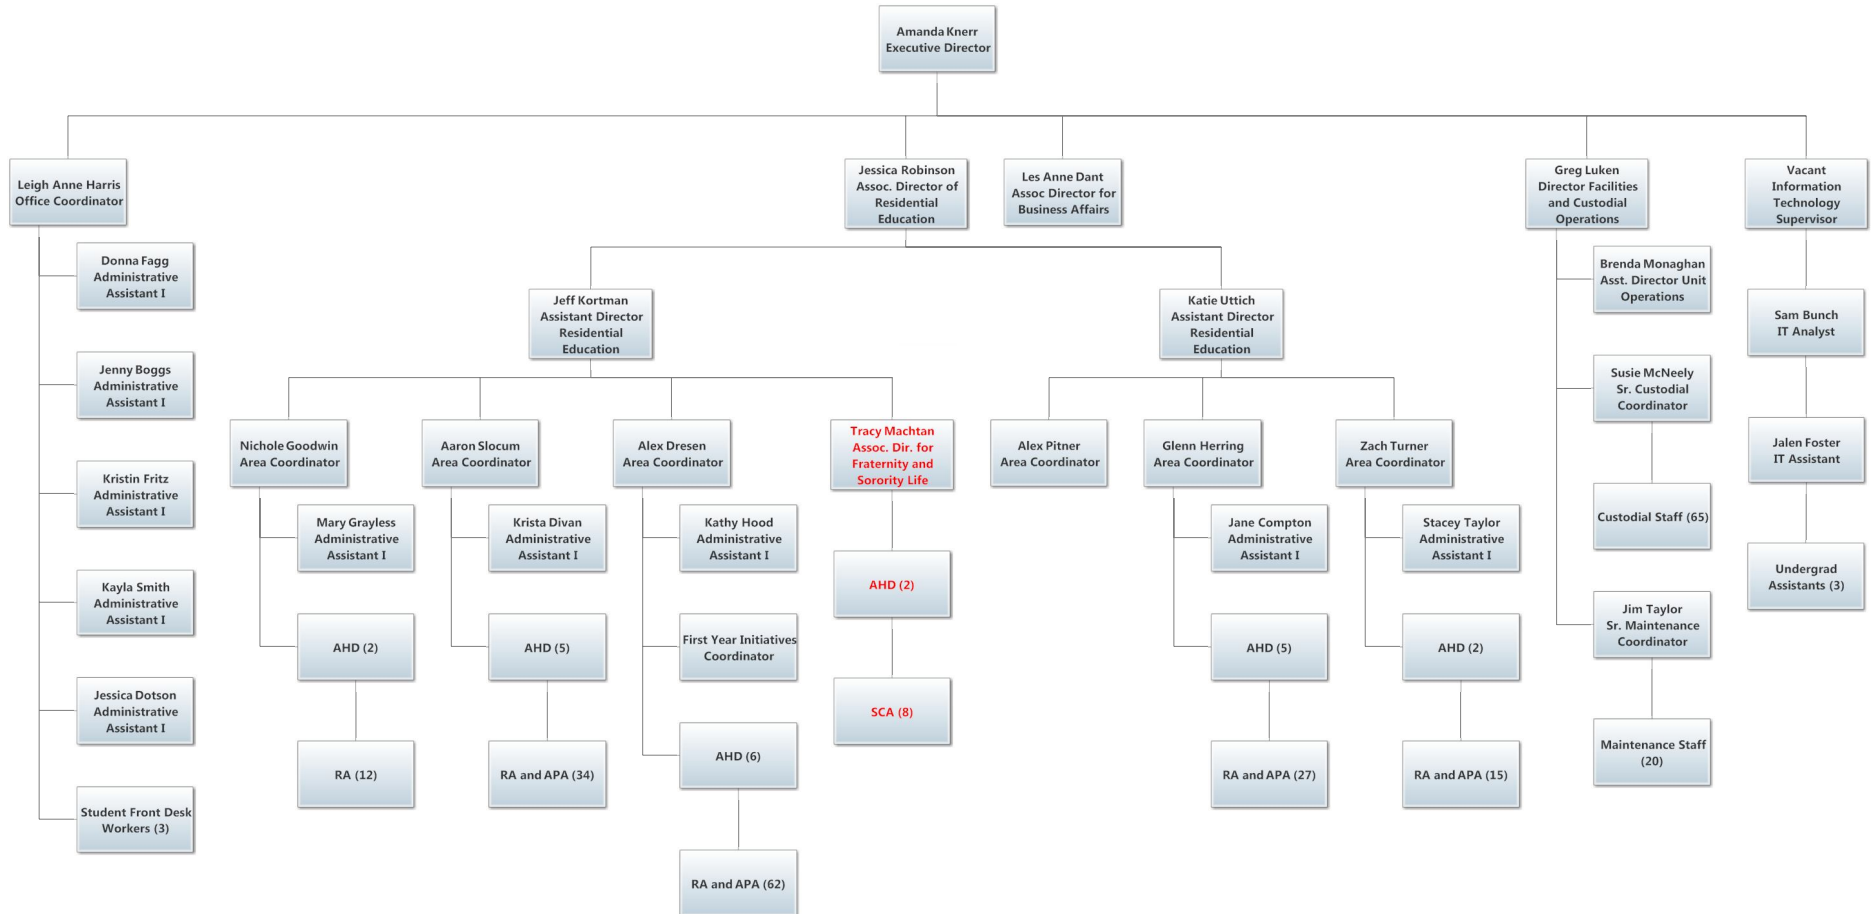 Amanda Knerr
Executive Director
Leigh Anne Harris
Office Coordinator
Jessica Robinson
Assoc. Director of
Residential
Education
Les Anne Dant
Assoc Director for
Business Affairs
Greg Luken
Director Facilities
and Custodial
Operations
Vacant
Information
Technology
Supervisor
Donna Fagg
Administrative
Assistant I
Jenny Boggs
Administrative
Assistant I
Kristin Fritz
Administrative
Assistant I
Kayla Smith
Administrative
Assistant I
Jessica Dotson
Administrative
Assistant I
Student Front Desk
Workers (3)
Jeff Kortman
Assistant Director
Residential
Education
Katie Uttich
Assistant Director
Residential
Education
Nichole Goodwin
Area Coordinator
Mary Grayless
Administrative
Assistant I
AHD (2)
RA (12)
Aaron Slocum
Area Coordinator
Krista Divan
Administrative
Assistant I
AHD (5)
RA and APA (34)
Alex Dresen
Area Coordinator
Kathy Hood
Administrative
Assistant I
First Year Initiatives
Coordinator
AHD (6)
RA and APA (62)
Tracy Machtan
Assoc. Dir. for
Fraternity and
Sorority Life
AHD (2)
SCA (8)
Alex Pitner
Area Coordinator
Glenn Herring
Area Coordinator
Jane Compton
Administrative
Assistant I
AHD (5)
RA and APA (27)
Zach Turner
Area Coordinator
Stacey Taylor
Administrative
Assistant I
AHD (2)
RA and APA (15)
Brenda Monaghan
Asst. Director Unit
Operations
Susie McNeely
Sr. Custodial
Coordinator
Custodial Staff (65)
Jim Taylor
Sr. Maintenance
Coordinator
Maintenance Staff
(20)
Sam Bunch
IT Analyst
Jalen Foster
IT Assistant
Undergrad
Assistants (3)